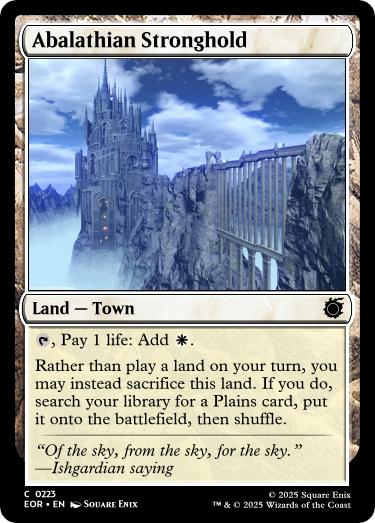 Abalathian Stronghold
Land — Town
, Pay 1 life: Add .
Rather than play a land on your turn, you
may instead sacrifice this land. If you do,
search your library for a Plains card, put
it onto the battlefield, then shuffle.
“Of the sky, from the sky, for the sky.”
—Ishgardian saying
C 0223
EOR • EN Square Enix
© 2025 Square Enix
™ & © 2025 Wizards of the Coast